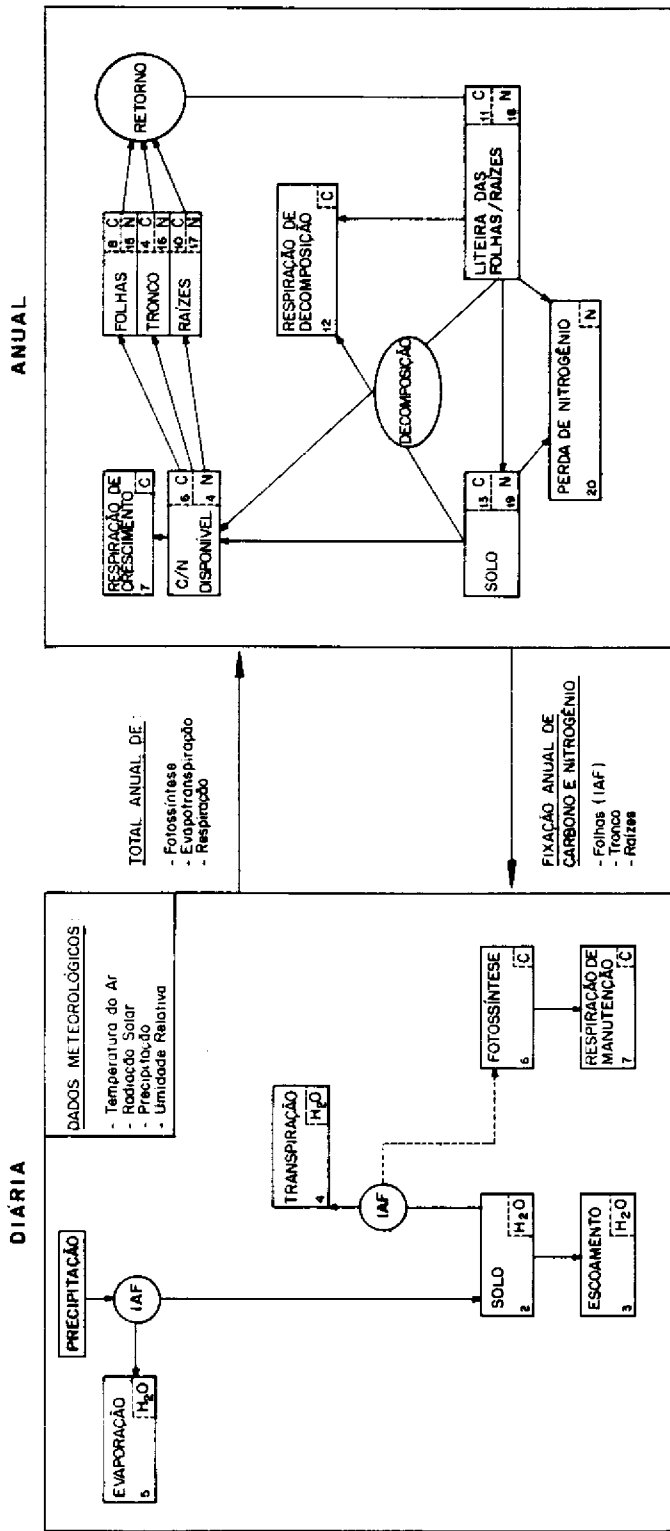 DIÁRIA
PRECIPITAÇÃO
IAF
EVAPORAÇÃO
5
H₂O
DADOS METEOROLÓGICOS :
- Temperatura do Ar
- Radiação Solar
- Precipitação
- Umidade Relativa
TRANSPIRAÇÃO
4
H₂O
IAF
SOLO
2
H₂O
ESCOAMENTO
3
H₂O
FOTOSSÍNTESE
6
C
RESPIRAÇÃO DE
MANUTENÇÃO
7
C
TOTAL ANUAL DE :
- Fotossíntese
- Evapotranspiração
- Respiração
FIXAÇÃO ANUAL DE
CARBONO E NITROGÊNIO
- Folhas (IAF)
- Tronco
- Raízes
ANUAL
RESPIRAÇÃO DE
CRESCIMENTO
7
C
C/N
DISPONÍVEL
6 C
4 N
FOLHAS
8 C
15 N
TRONCO
C
16 N
RAÍZES
10 C
17 N
RETORNO
RESPIRAÇÃO DE
DECOMPOSIÇÃO
12
C
DECOMPOSIÇÃO
SOLO
13 C
19 N
LITEIRA DAS
FOLHAS/RAÍZES
11 C
18 N
PERDA DE NITROGÊNIO
20
N